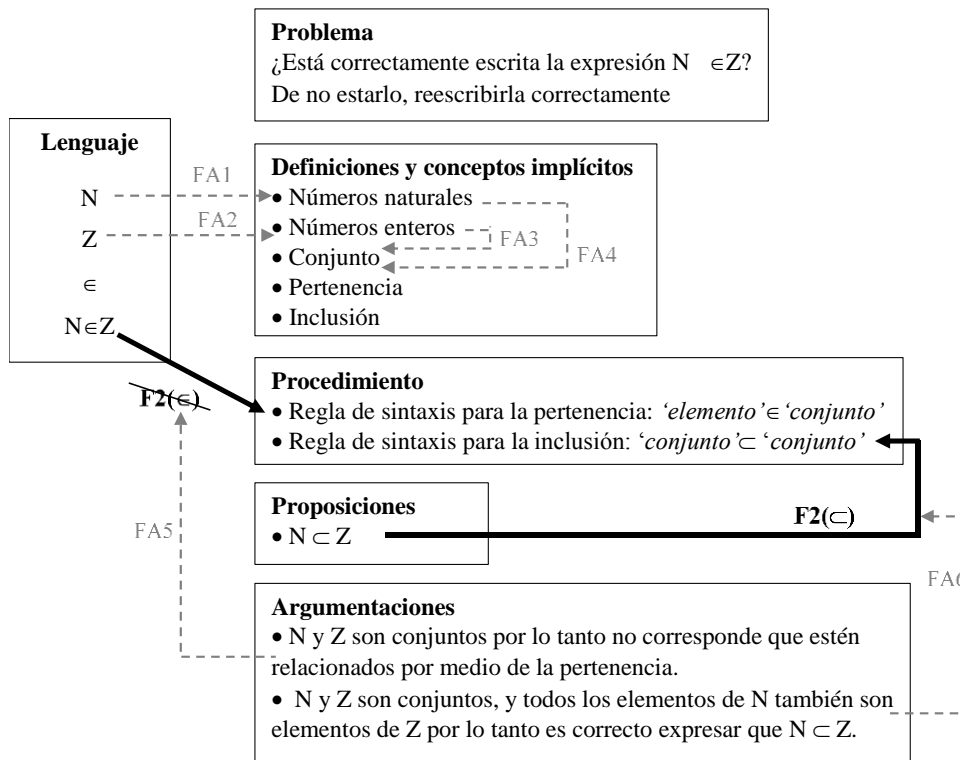 Problema
¿Está correctamente escrita la expresión N ∈Z?
De no estarlo, reescribirla correctamente
Lenguaje
N
Z
∈
N∈Z
FA1
FA2
Definiciones y conceptos implícitos
• Números naturales
• Números enteros
• Conjunto
• Pertenencia
• Inclusión
FA3
FA4
F2(∈)
Procedimiento
• Regla de sintaxis para la pertenencia: ‘elemento’∈‘conjunto’
• Regla de sintaxis para la inclusión: ‘conjunto’⊂ ‘conjunto’
Proposiciones
• N ⊂ Z
F2(⊂)
FA5
FA6
Argumentaciones
• N y Z son conjuntos por lo tanto no corresponde que estén
relacionados por medio de la pertenencia.
• N y Z son conjuntos, y todos los elementos de N también son
elementos de Z por lo tanto es correcto expresar que N ⊂ Z.